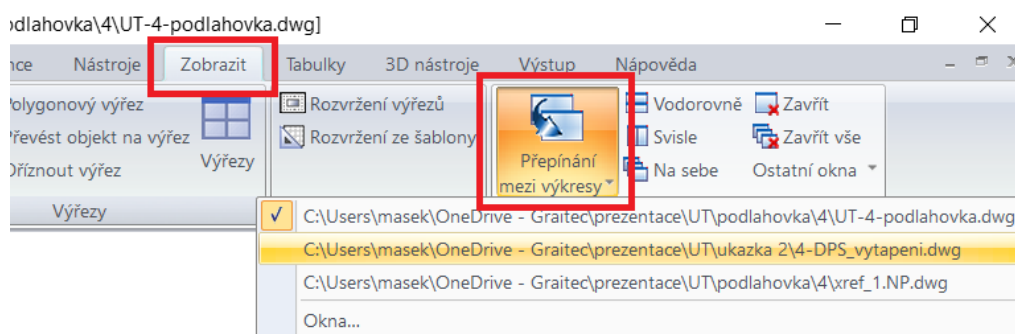 odlahovka\4\UT-4-podlahovka.dwg]
Nástroje Zobrazit Tabulky 3D nástroje Výstup Nápověda
Polygonový výřez Rozvržení výřezů Vodorovně Zavřít
Převést objekt na výřez Rozvržení ze šablony Svisle Zavřít vše
Oříznout výřez Výřezy Přepínání mezi výkresy Na sebe Ostatní okna
Výřezy
C:\Users\masek\OneDrive - Graitec\prezentace\UT\podlahovka\4\UT-4-podlahovka.dwg
C:\Users\masek\OneDrive - Graitec\prezentace\UT\ukazka 2\4-DPS_vytapeni.dwg
C:\Users\masek\OneDrive - Graitec\prezentace\UT\podlahovka\4\xref_1.NP.dwg
Okna...